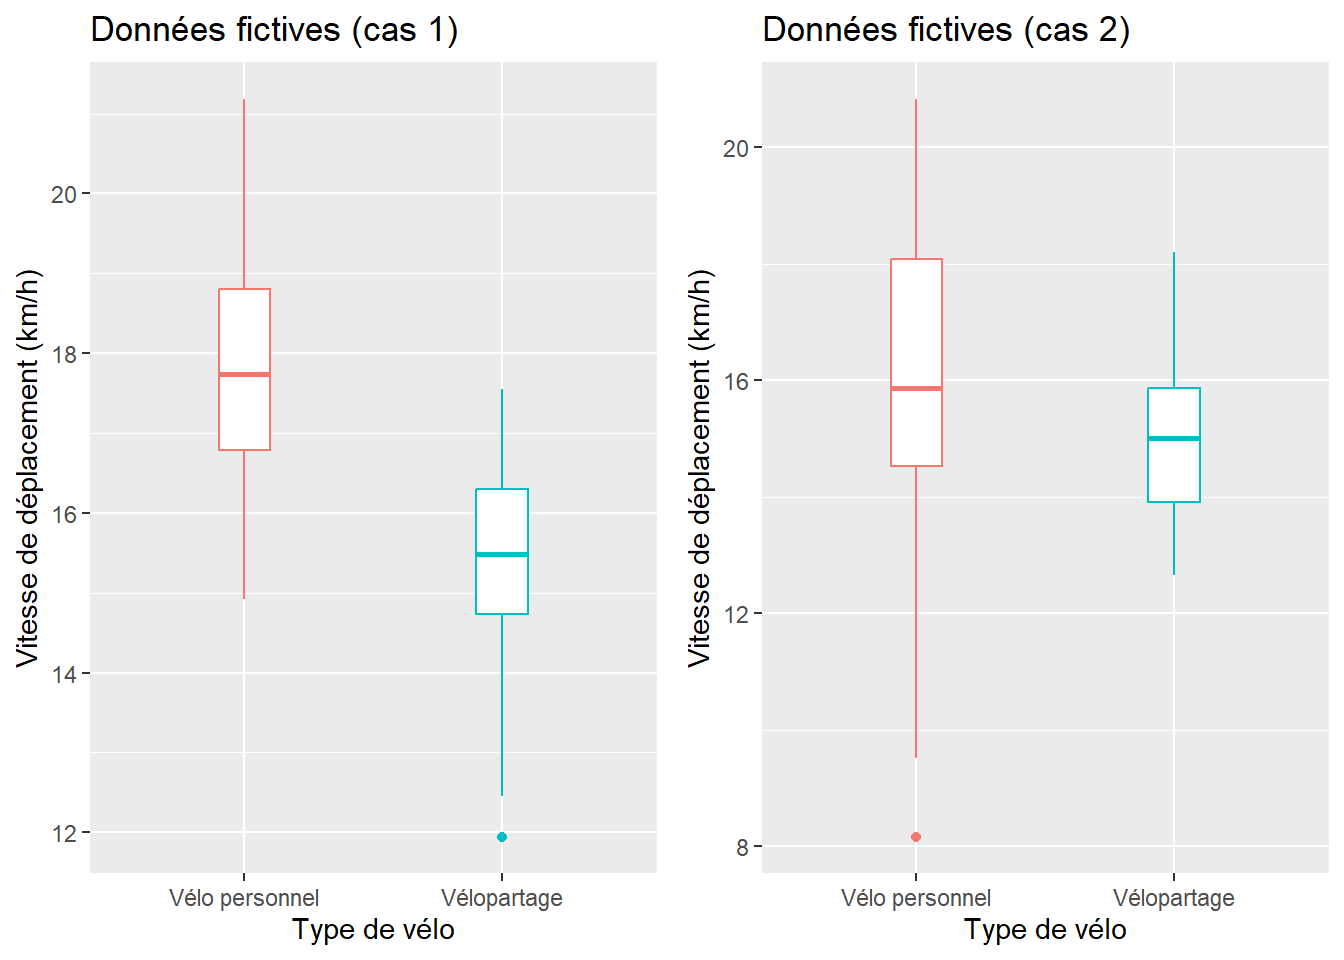 Données fictives (cas 1)
Vitesse de déplacement (km/h)
20
18
16
14
12
Vélo personnel
Vélopartage
Type de vélo
Données fictives (cas 2)
Vitesse de déplacement (km/h)
20
16
12
8
Vélo personnel
Vélopartage
Type de vélo